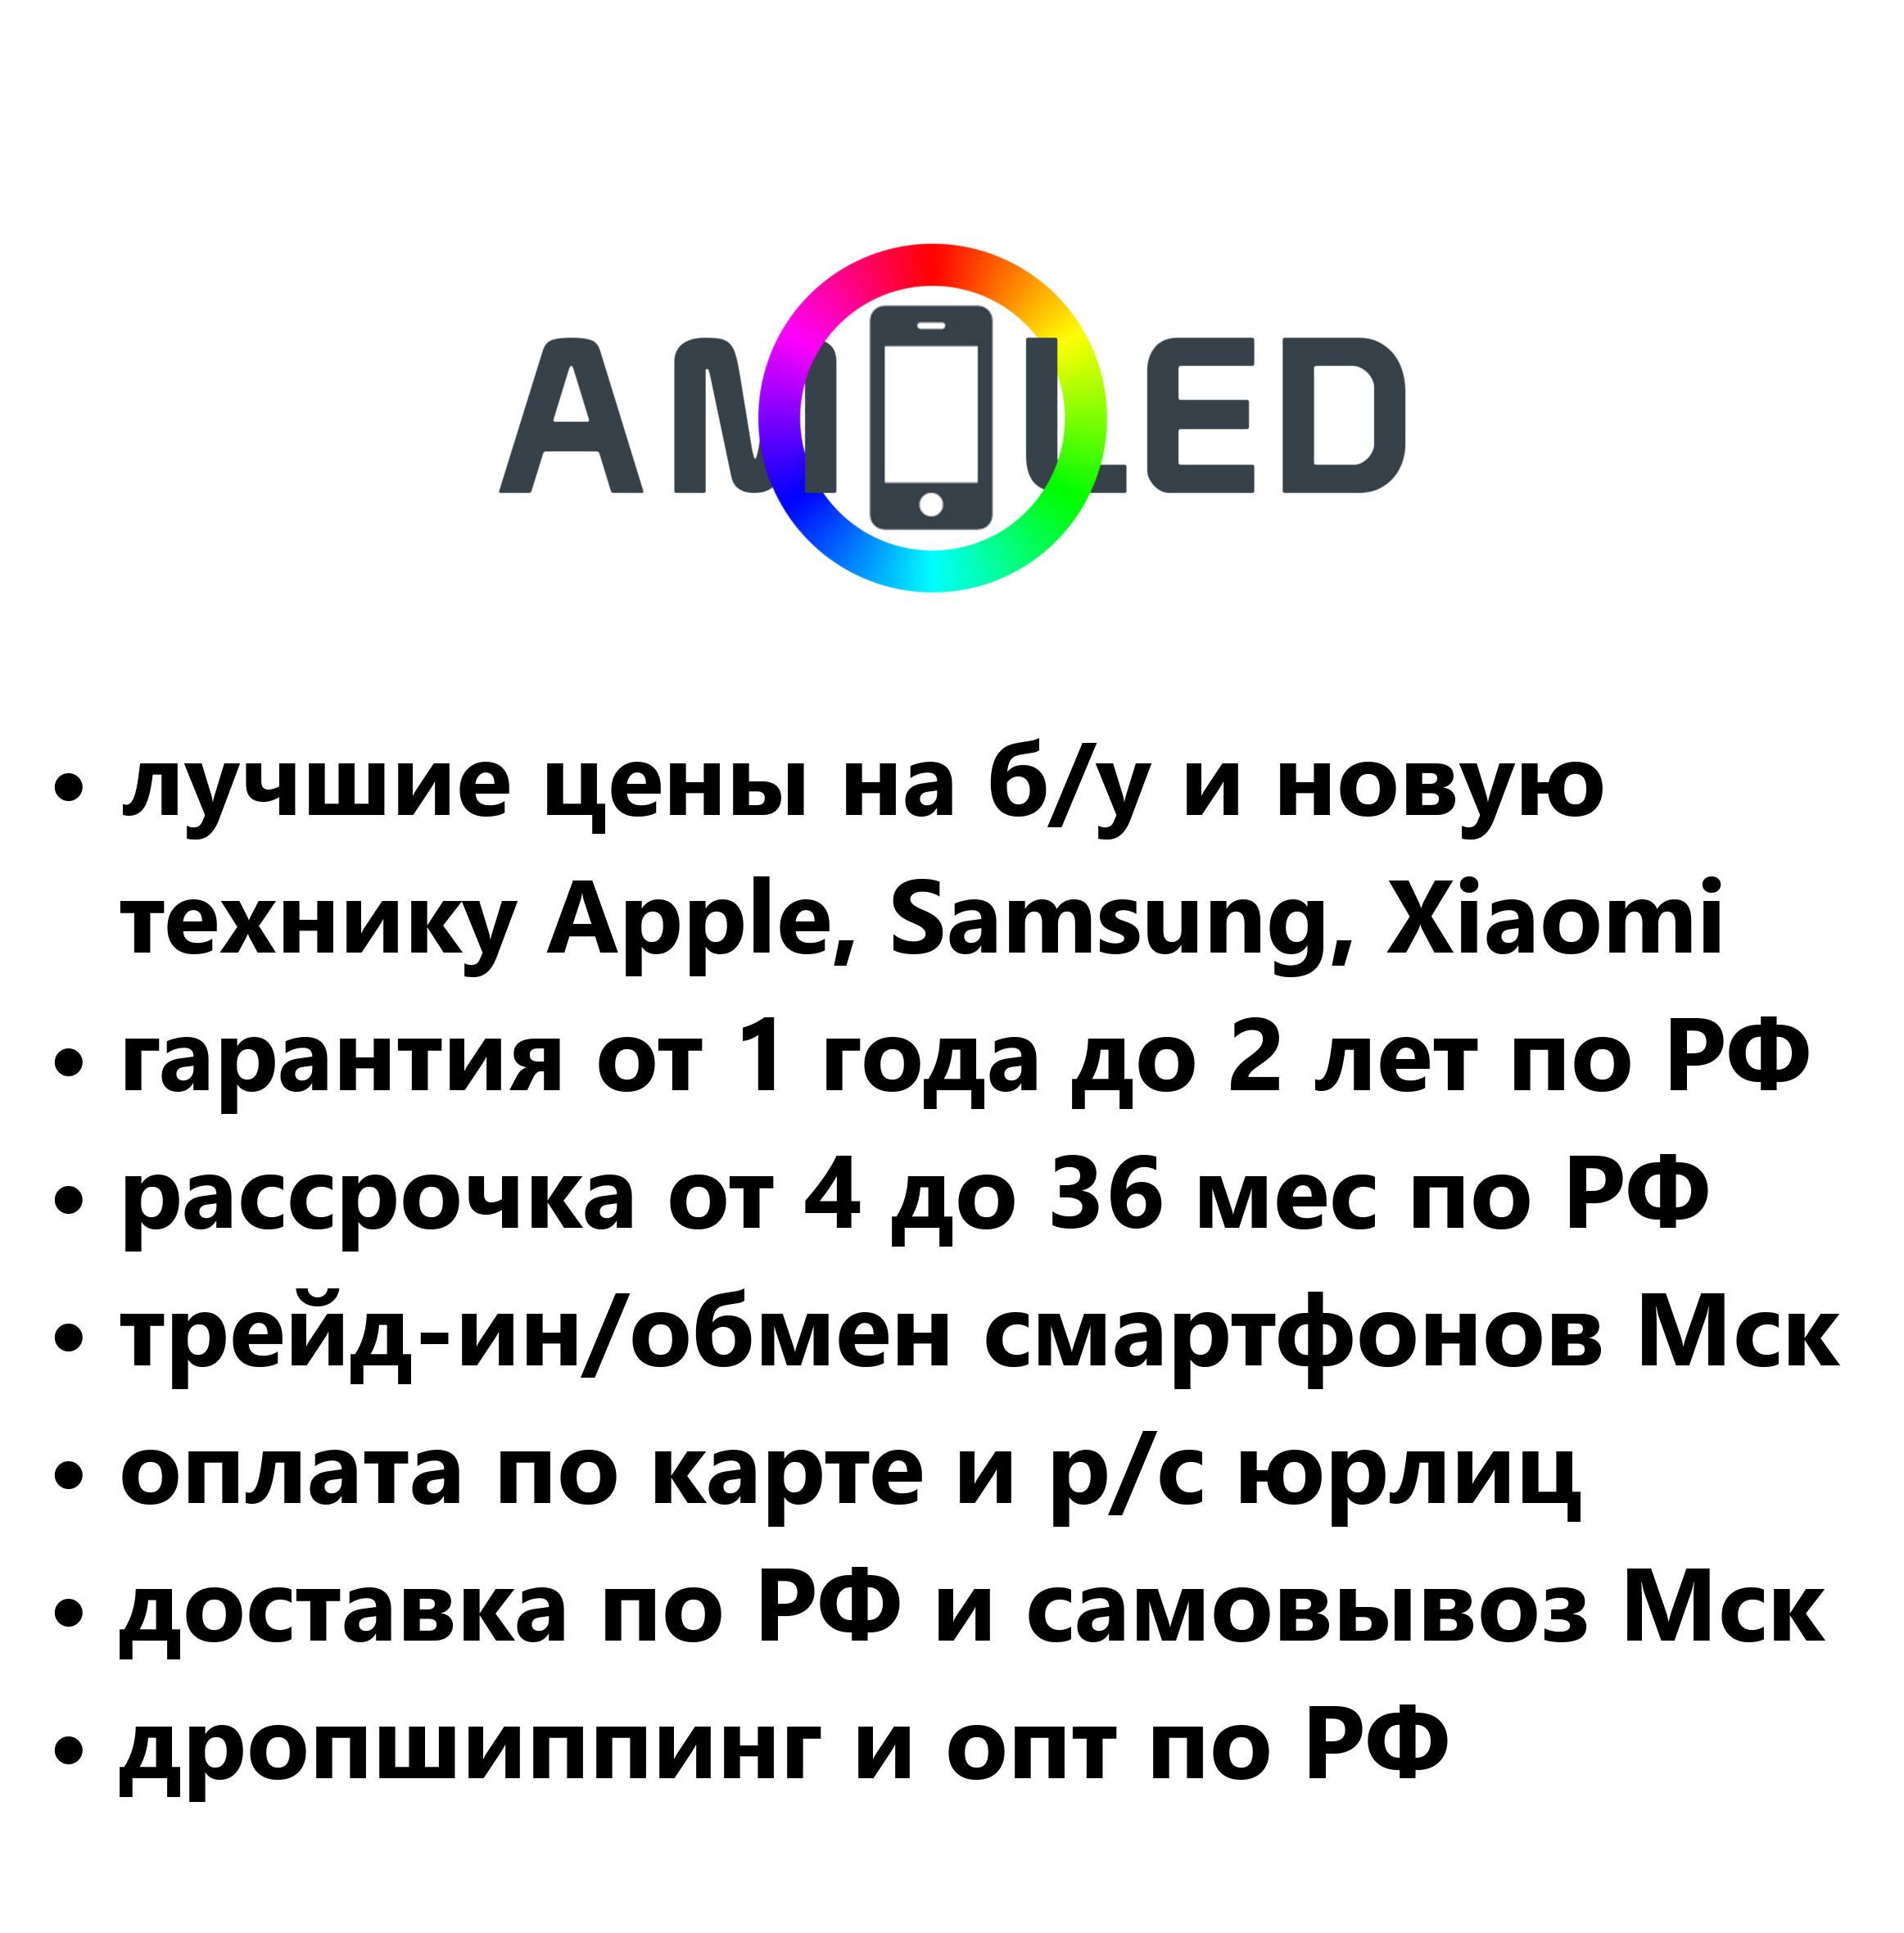 AMOLED
• лучшие цены на б/у и новую
технику Apple, Samsung, Xiaomi
• гарантия от 1 года до 2 лет по РФ
• рассрочка от 4 до 36 мес по РФ
• трейд-ин/обмен смартфонов Мск
• оплата по карте и р/с юрлиц
• доставка по РФ и самовывоз Мск
• дропшиппинг и опт по РФ